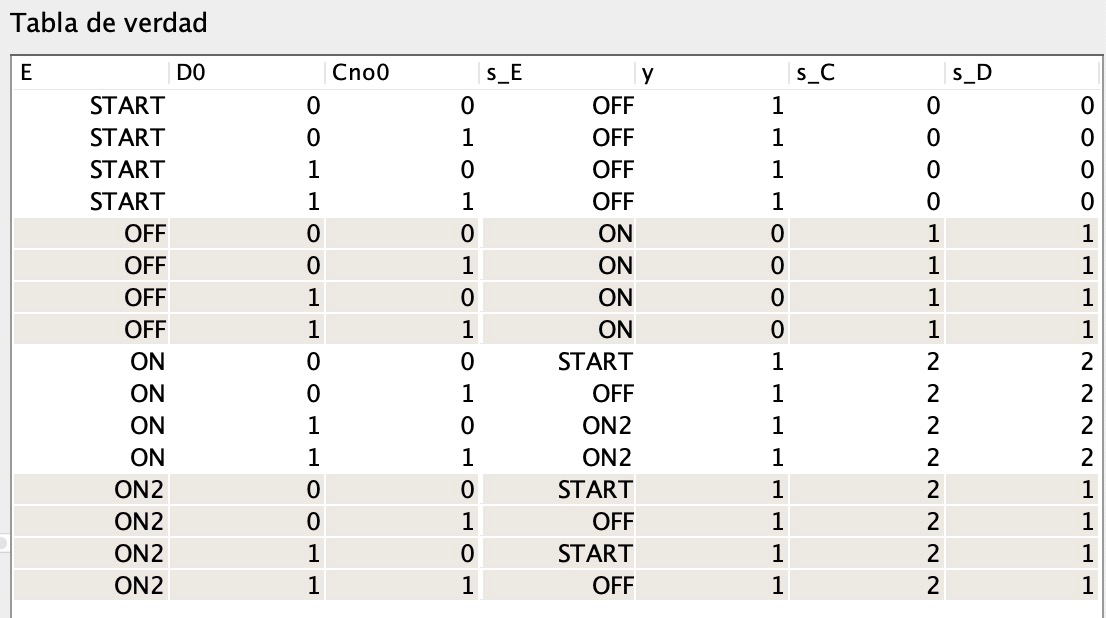 Tabla de verdad
E D0 Cno0 s_E y s_C s_D
START 0 0 OFF 1 0 0
START 0 1 OFF 1 0 0
START 1 0 OFF 1 0 0
START 1 1 OFF 1 0 0
OFF 0 0 ON 0 1 1
OFF 0 1 ON 0 1 1
OFF 1 0 ON 0 1 1
OFF 1 1 ON 0 1 1
ON 0 0 START 1 2 2
ON 0 1 OFF 1 2 2
ON 1 0 ON2 1 2 2
ON 1 1 ON2 1 2 2
ON2 0 0 START 1 2 1
ON2 0 1 OFF 1 2 1
ON2 1 0 START 1 2 1
ON2 1 1 OFF 1 2 1